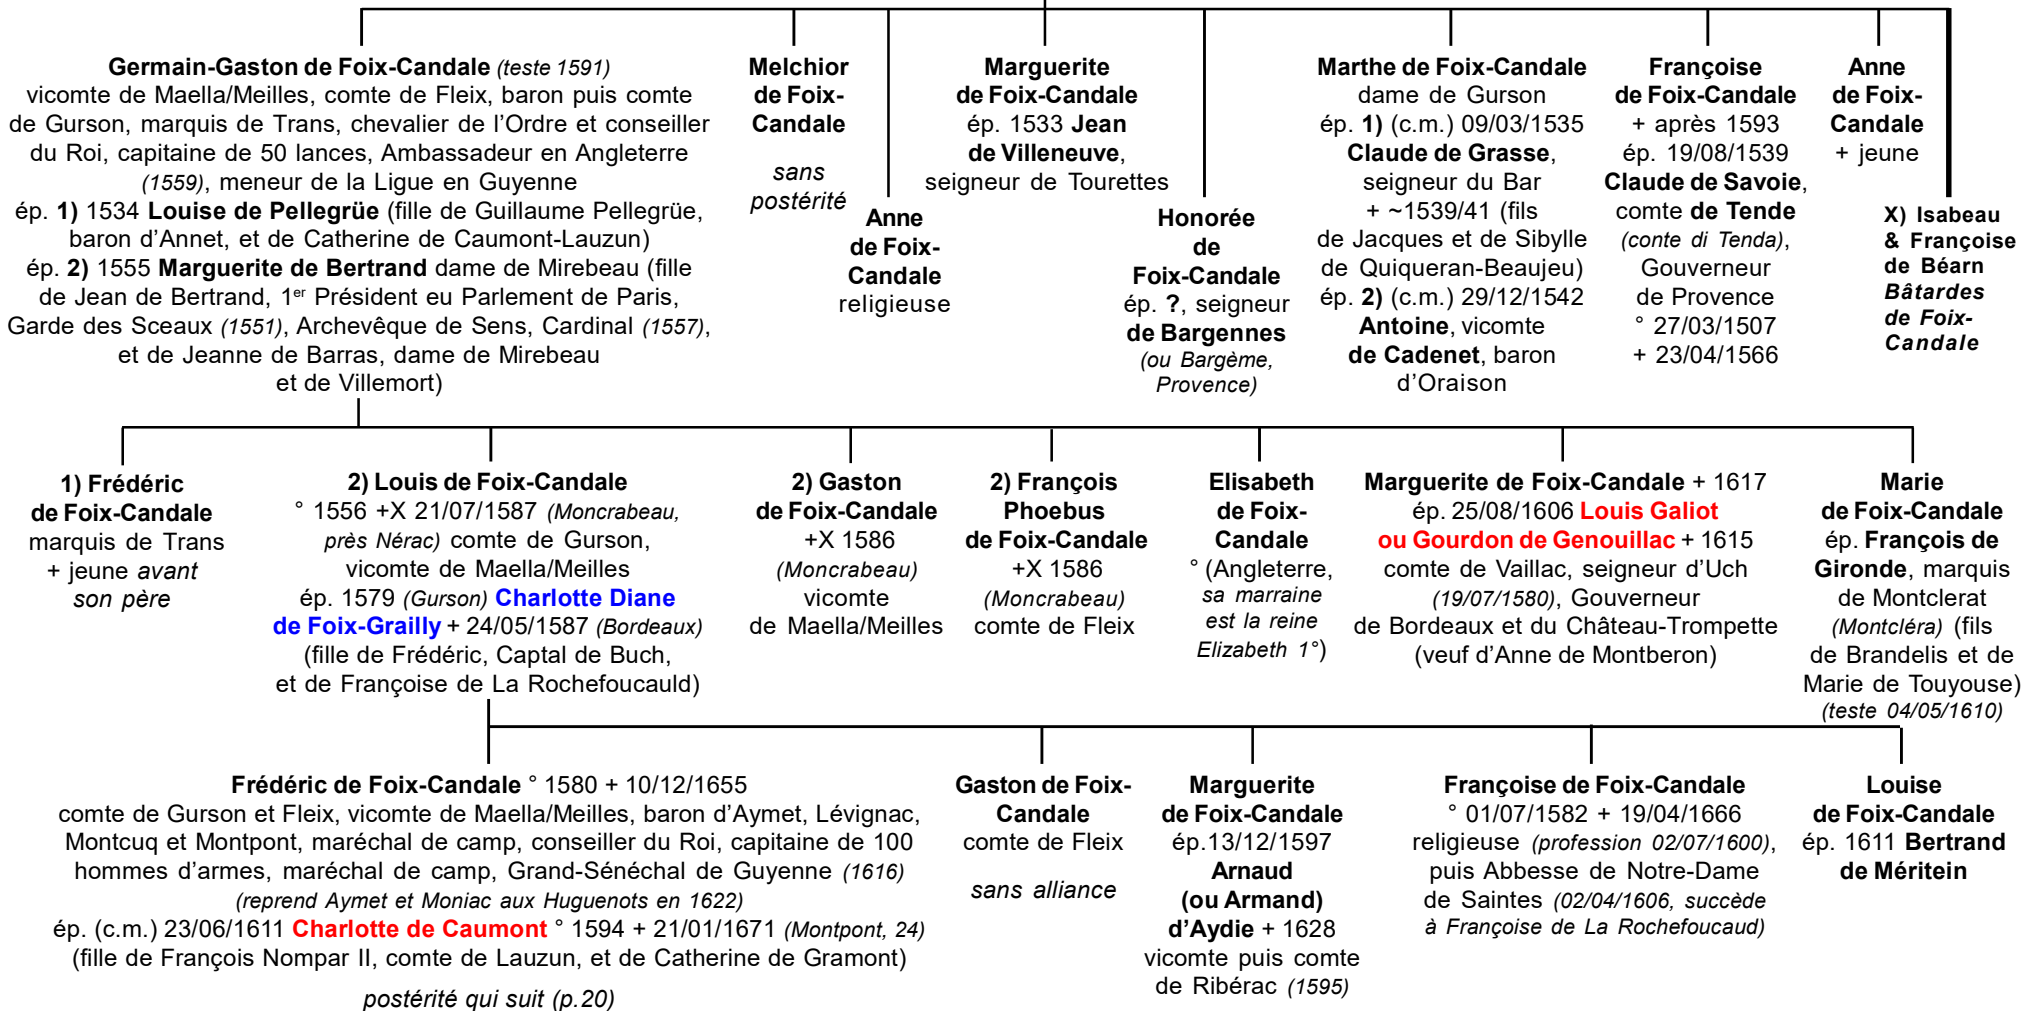 Germain-Gaston de Foix-Candale (teste 1591)
vicomte de Maella/Meilles, comte de Fleix, baron puis comte
de Gurson, marquis de Trans, chevalier de l'Ordre et conseiller
du Roi, capitaine de 50 lances, Ambassadeur en Angleterre
(1559), meneur de la Ligue en Guyenne
ép. 1) 1534 Louise de Pellegrüe (fille de Guillaume Pellegrüe,
baron d'Annet, et de Catherine de Caumont-Lauzun)
ép. 2) 1555 Marguerite de Bertrand dame de Mirebeau (fille
de Jean de Bertrand, 1er Président eu Parlement de Paris,
Garde des Sceaux (1551), Archevêque de Sens, Cardinal (1557),
et de Jeanne de Barras, dame de Mirebeau
et de Villemort)
Melchior
de Foix-
Candale
sans
postérité
Anne
de Foix-
Candale
religieuse
Marguerite
de Foix-Candale
ép. 1533 Jean
de Villeneuve,
seigneur de Tourettes
Honorée
de
Foix-Candale
ép. ?, seigneur
de Bargennes
(ou Bargème,
Provence)
Marthe de Foix-Candale
dame de Gurson
ép. 1) (c.m.) 09/03/1535
Claude de Grasse,
seigneur du Bar
+ ~1539/41 (fils
de Jacques et de Sibylle
de Quiqueran-Beaujeu)
ép. 2) (c.m.) 29/12/1542
Antoine, vicomte
de Cadenet, baron
d'Oraison
Françoise
de Foix-Candale
+ après 1593
ép. 19/08/1539
Claude de Savoie,
comte de Tende
(conte di Tenda),
Gouverneur
de Provence
° 27/03/1507
+ 23/04/1566
Anne
de Foix-
Candale
+ jeune
X) Isabeau
& Françoise
de Béarn
Bâtardes
de Foix-
Candale
1) Frédéric
de Foix-Candale
marquis de Trans
+ jeune avant
son père
2) Louis de Foix-Candale
° 1556 +X 21/07/1587 (Moncrabeau,
près Nérac) comte de Gurson,
vicomte de Maella/Meilles
ép. 1579 (Gurson) Charlotte Diane
de Foix-Grailly + 24/05/1587 (Bordeaux)
(fille de Frédéric, Captal de Buch,
et de Françoise de La Rochefoucauld)
2) Gaston
de Foix-Candale
+X 1586
(Moncrabeau)
vicomte
de Maella/Meilles
2) François
Phoebus
de Foix-Candale
+X 1586
(Moncrabeau)
comte de Fleix
Elisabeth
de Foix-
Candale
° (Angleterre,
sa marraine
est la reine
Elizabeth 1°)
Marguerite de Foix-Candale + 1617
ép. 25/08/1606 Louis Galiot
ou Gourdon de Genouillac + 1615
comte de Vaillac, seigneur d'Uch
(19/07/1580), Gouverneur
de Bordeaux et du Château-Trompette
(veuf d'Anne de Montberon)
Marie
de Foix-Candale
ép. François de
Gironde, marquis
de Montclerat
(Montcléra) (fils
de Brandelis et de
Marie de Touyouse)
(teste 04/05/1610)
Frédéric de Foix-Candale ° 1580 + 10/12/1655
comte de Gurson et Fleix, vicomte de Maella/Meilles, baron d'Aymet, Lévignac,
Montcuq et Montpont, maréchal de camp, conseiller du Roi, capitaine de 100
hommes d'armes, maréchal de camp, Grand-Sénéchal de Guyenne (1616)
(reprend Aymet et Moniac aux Huguenots en 1622)
ép. (c.m.) 23/06/1611 Charlotte de Caumont ° 1594 + 21/01/1671 (Montpont, 24)
(fille de François Nompar II, comte de Lauzun, et de Catherine de Gramont)
postérité qui suit (p.20)
Gaston de Foix-
Candale
comte de Fleix
sans alliance
Marguerite
de Foix-Candale
ép.13/12/1597
Arnaud
(ou Armand)
d'Aydie + 1628
vicomte puis comte
de Ribérac (1595)
Françoise de Foix-Candale
° 01/07/1582 + 19/04/1666
religieuse (profession 02/07/1600),
puis Abbesse de Notre-Dame
de Saintes (02/04/1606, succède
à Françoise de La Rochefoucaud)
Louise
de Foix-Candale
ép. 1611 Bertrand
de Méritein